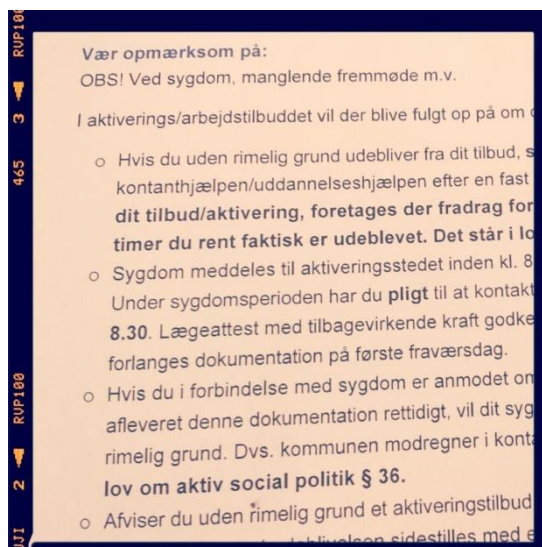 Vær opmærksom på:
OBS! Ved sygdom, manglende fremmøde m.v.
I aktiverings/arbejdstilbuddet vil der blive fulgt op på om
o Hvis du uden rimelig grund udebliver fra dit tilbud,
kontanthjælpen/uddannelseshjælpen efter en fast
dit tilbud/aktivering, foretages der fradrag for
timer du rent faktisk er udeblevet. Det står i
o Sygdom meddeles til aktiveringsstedet inden kl. 8
Under sygdomsperioden har du pligt til at kontakt
8.30. Lægeattest med tilbagevirkende kraft godke
forlanges dokumentation på første fraværsdag.
o Hvis du i forbindelse med sygdom er anmodet om
afleveret denne dokumentation rettidigt, vil dit syg
rimelig grund. Dvs. kommunen modregner i konta
lov om aktiv social politik § 36.
o Afviser du uden rimelig grund et aktiveringstilbud
sidestilles med
RVP100
3
465
RVP100
2